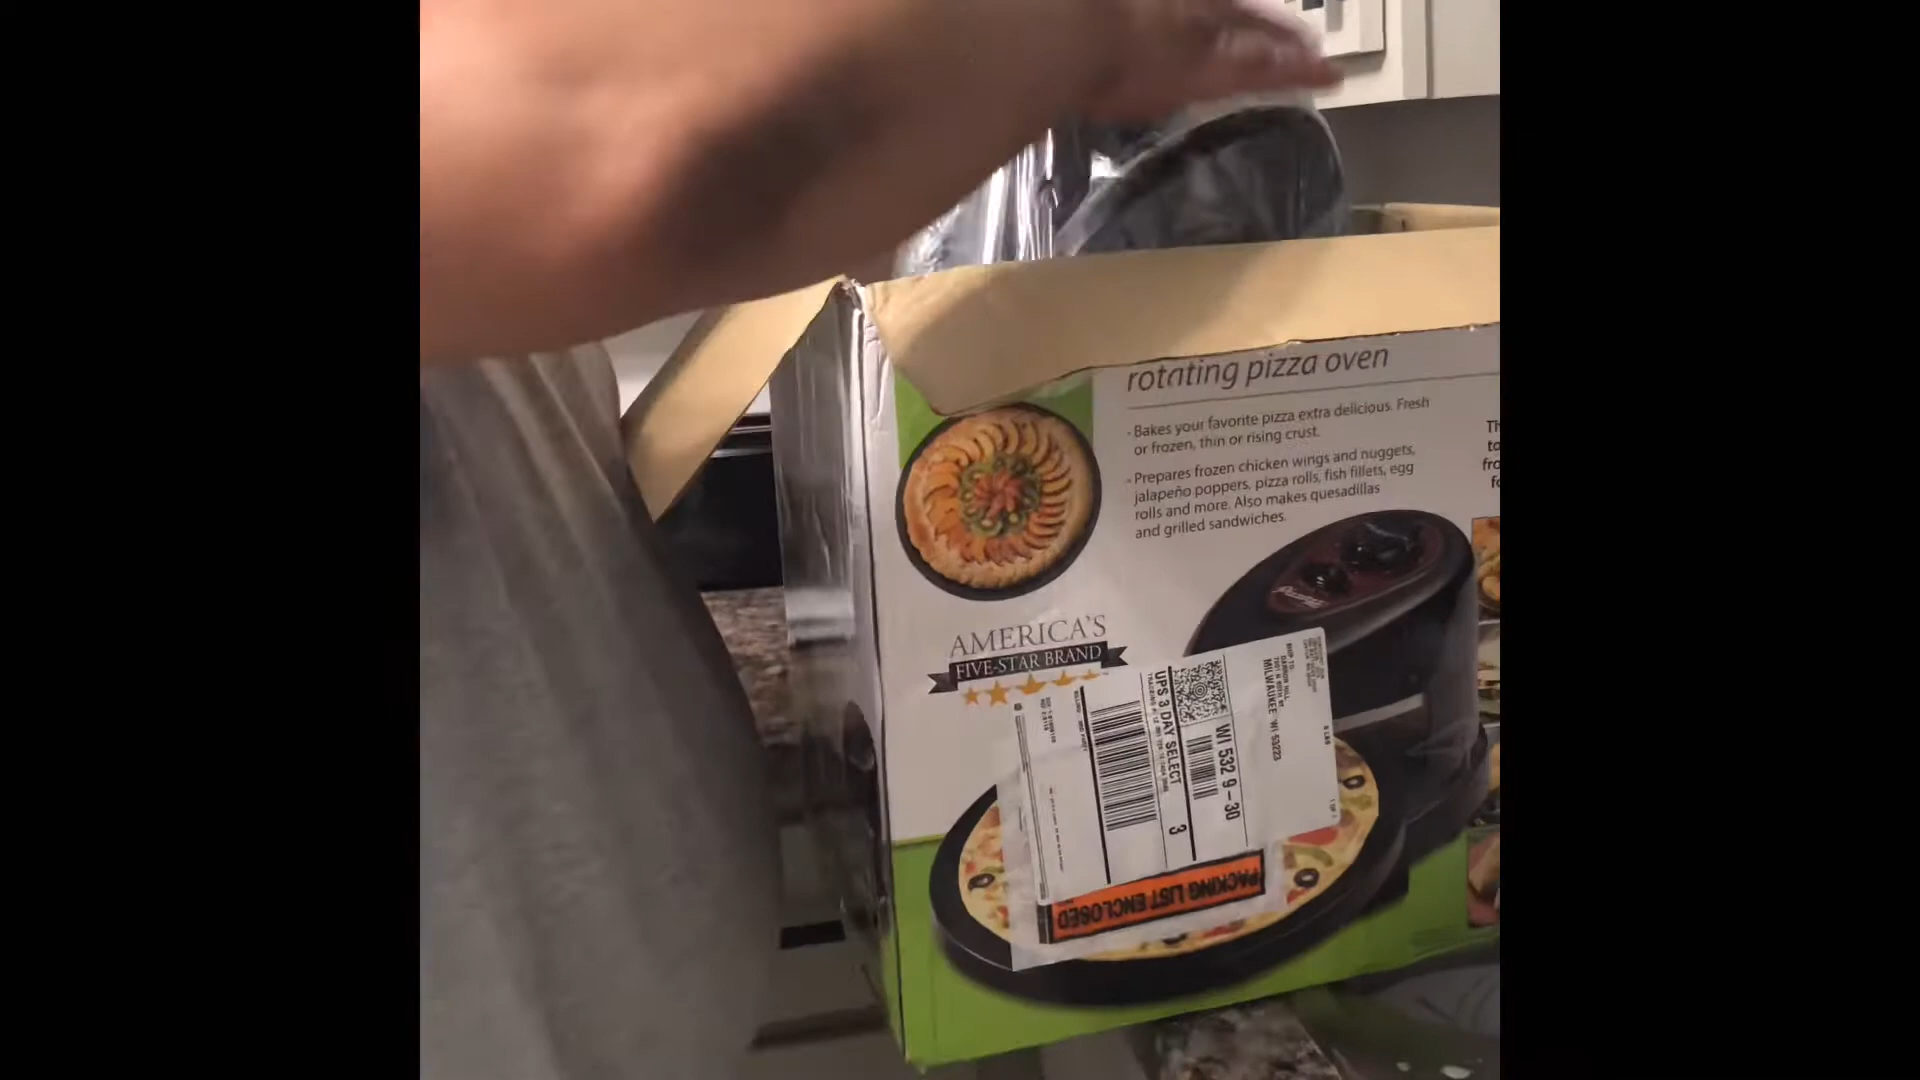 rotating pizza oven
- Bakes your favorite pizza extra delicious. Fresh
or frozen, thin or rising crust.
- Prepares frozen chicken wings and nuggets,
jalapeño poppers, pizza rolls, fish fillets, egg
rolls and more. Also makes quesadillas
and grilled sandwiches.
AMERICA'S
FIVE-STAR BRAND
SHIP TO:
MILWAUKEE WI 53223
WI 532 9-30
UPS 3 DAY SELECT
3
PACKING LIST ENCLOSED